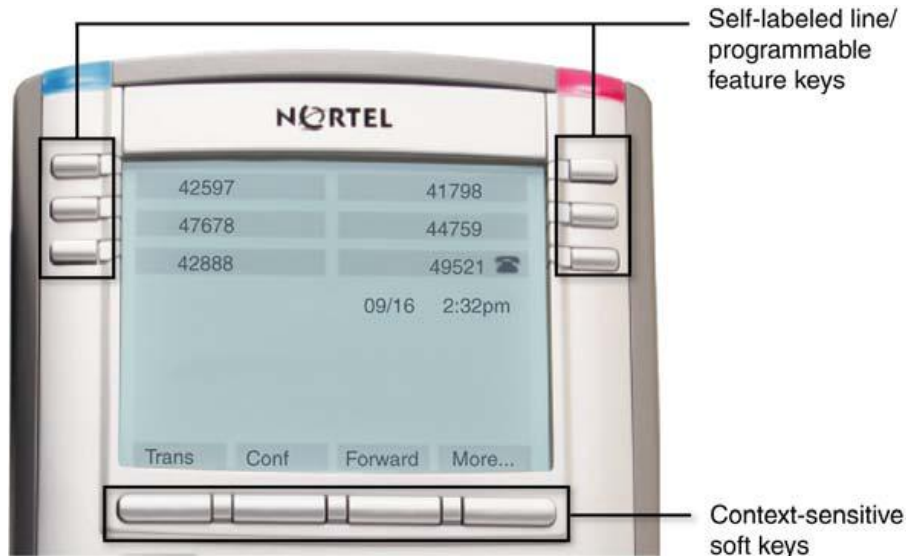 Self-labeled line/
programmable
feature keys
NORTEL
42597 41798
47678 44759
42888 49521
09/16 2:32pm
Trans Conf Forward More...
Context-sensitive
soft keys